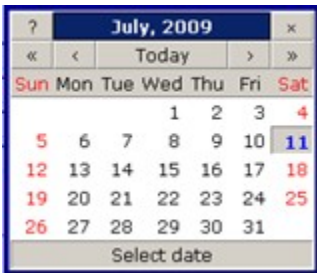 ? July, 2009 ×
« ‹ Today › »
Sun Mon Tue Wed Thu Fri Sat
1 2 3 4
5 6 7 8 9 10 11
12 13 14 15 16 17 18
19 20 21 22 23 24 25
26 27 28 29 30 31
Select date